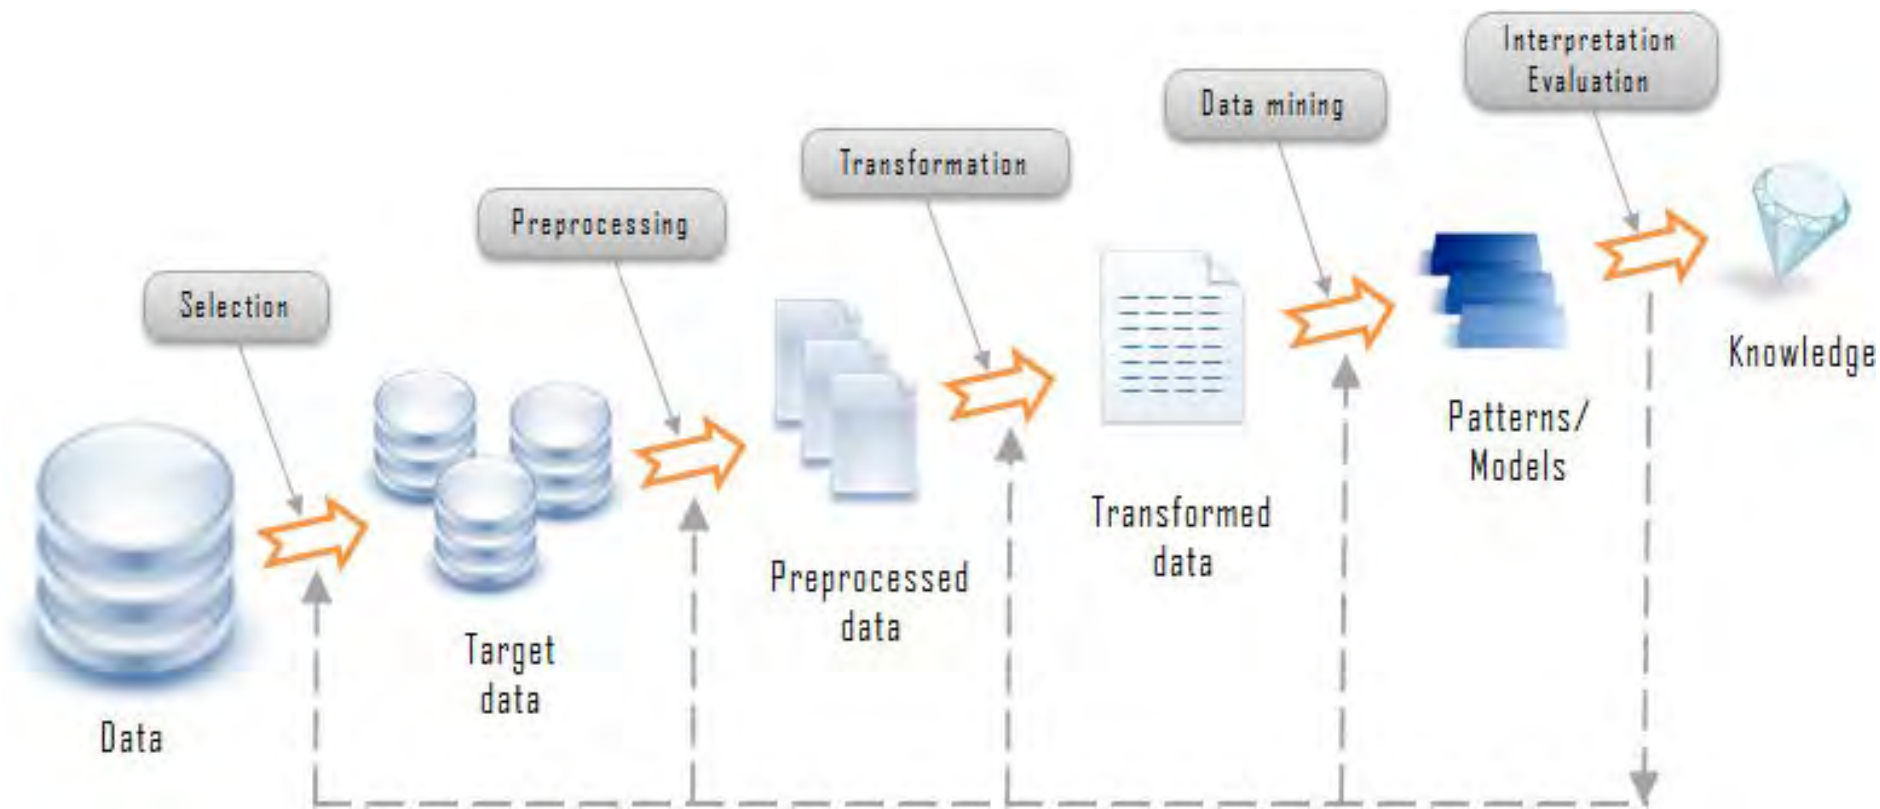 Interpretation
Evaluation
Data mining
Transformation
Preprocessing
Selection
Knowledge
Patterns/
Models
Transformed
data
Preprocessed
data
Target
data
Data